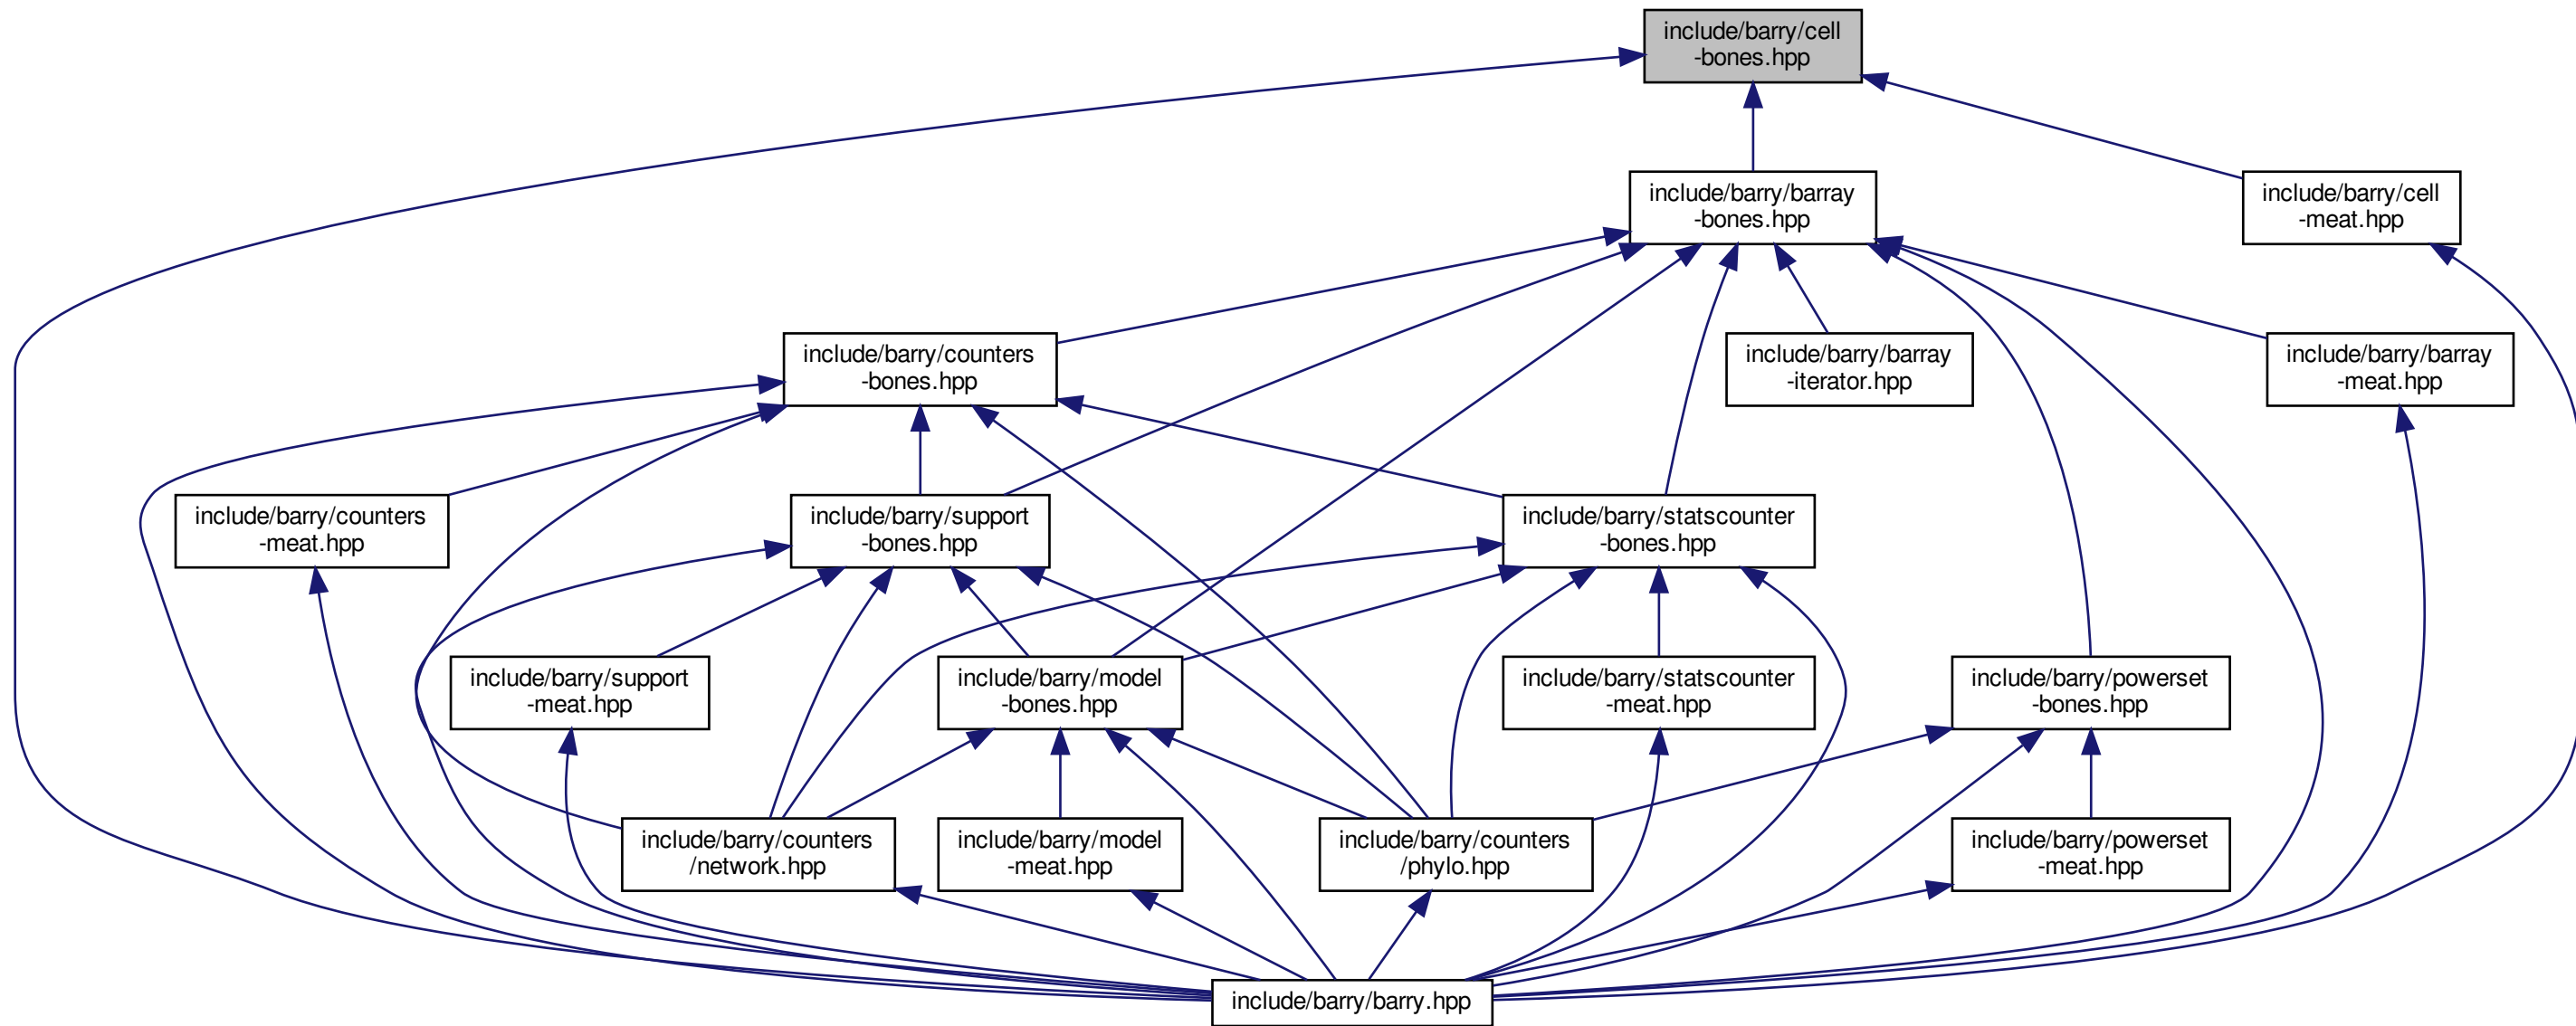 include/barry/cell
-bones.hpp
include/barry/barray
-bones.hpp
include/barry/cell
-meat.hpp
include/barry/counters
-bones.hpp
include/barry/barray
-iterator.hpp
include/barry/barray
-meat.hpp
include/barry/counters
-meat.hpp
include/barry/support
-bones.hpp
include/barry/statscounter
-bones.hpp
include/barry/support
-meat.hpp
include/barry/model
-bones.hpp
include/barry/statscounter
-meat.hpp
include/barry/powerset
-bones.hpp
include/barry/counters
/network.hpp
include/barry/model
-meat.hpp
include/barry/counters
/phylo.hpp
include/barry/powerset
-meat.hpp
include/barry/barry.hpp